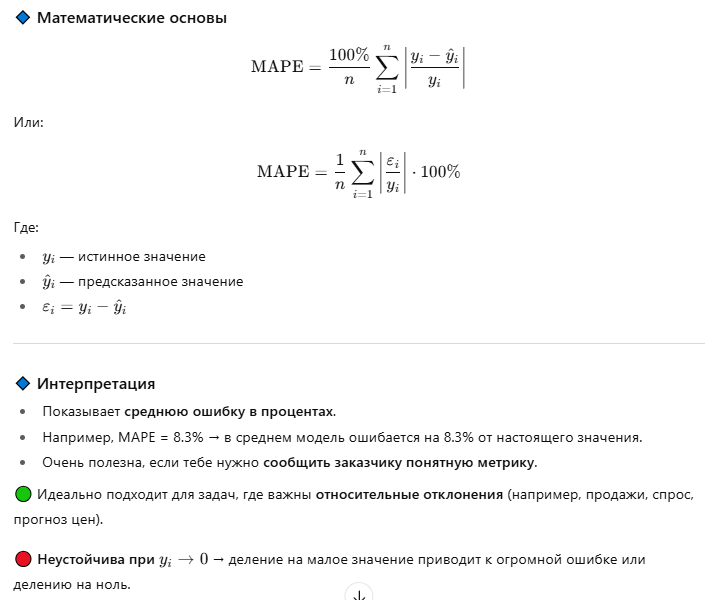 🔷 Математические основы
MAPE = \frac{100\%}{n} \sum_{i=1}^{n} \left| \frac{y_i - \hat{y}_i}{y_i} \right|
Или:
MAPE = \frac{1}{n} \sum_{i=1}^{n} \left| \frac{\varepsilon_i}{y_i} \right| \cdot 100\%
Где:
• y_i — истинное значение
• \hat{y}_i — предсказанное значение
• \varepsilon_i = y_i - \hat{y}_i
🔷 Интерпретация
• Показывает среднюю ошибку в процентах.
• Например, MAPE = 8.3% → в среднем модель ошибается на 8.3% от настоящего значения.
• Очень полезна, если тебе нужно сообщить заказчику понятную метрику.
🟢 Идеально подходит для задач, где важны относительные отклонения (например, продажи, спрос,
прогноз цен).
🔴 Неустойчива при y_i → 0 → деление на малое значение приводит к огромной ошибке или
делению на ноль.